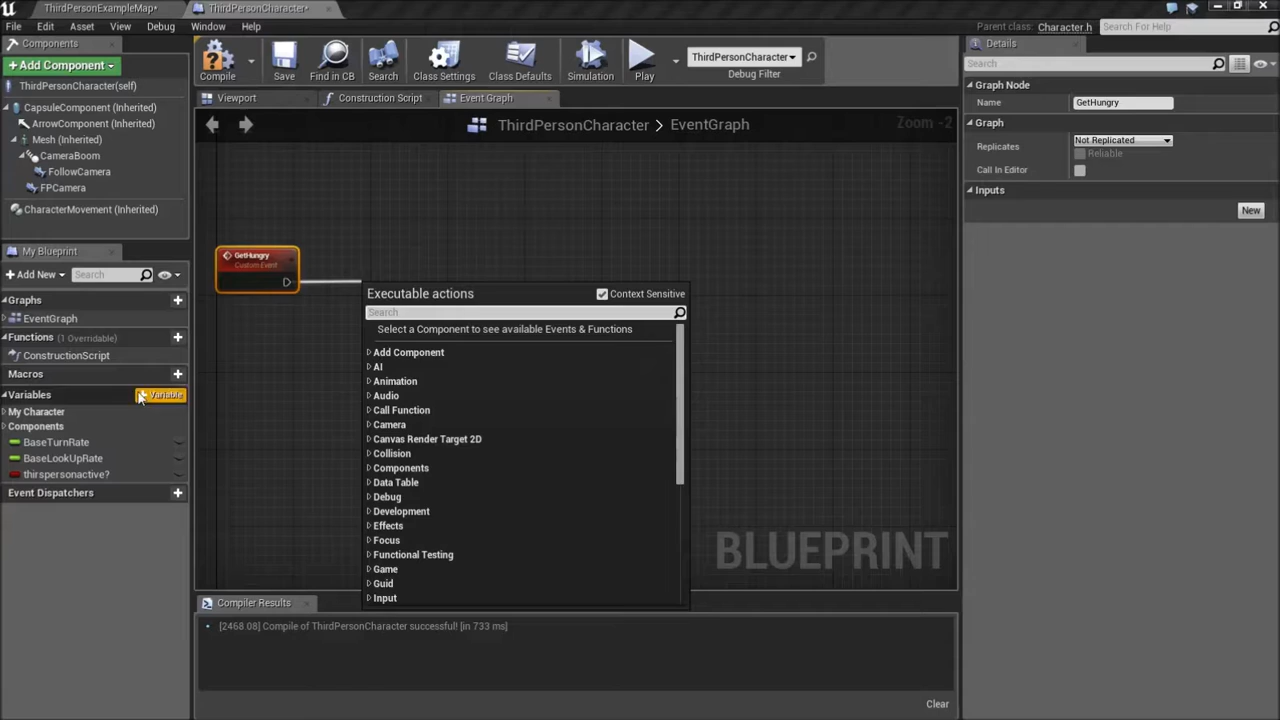 ThirdPersonExampleMap*
ThirdPersonCharacter*
File Edit Asset View Debug Window Help
Parent class: Character.h
Search For Help
Components
+ Add Component
ThirdPersonCharacter(self)
CapsuleComponent (Inherited)
ArrowComponent (Inherited)
Mesh (Inherited)
CameraBoom
FollowCamera
FPCamera
CharacterMovement (Inherited)
Compile
Save
Find in CB
Search
Class Settings
Class Defaults
Simulation
Play
ThirdPersonCharacter
Debug Filter
Viewport
Construction Script
Event Graph
ThirdPersonCharacter > EventGraph
Zoom -2
GetHungry
Custom Event
Executable actions
Context Sensitive
Search
Select a Component to see available Events & Functions
Add Component
AI
Animation
Audio
Call Function
Camera
Canvas Render Target 2D
Collision
Components
Data Table
Debug
Development
Effects
Focus
Functional Testing
Game
Guid
Input
BLUEPRINT
My Blueprint
+ Add New
Search
Graphs
EventGraph
Functions (1 Overridable)
ConstructionScript
Macros
Variables
Variable
My Character
Components
BaseTurnRate
BaseLookUpRate
thirspersonactive?
Event Dispatchers
Compiler Results
[2468.08] Compile of ThirdPersonCharacter successful! [in 733 ms]
Clear
Details
Search
Graph Node
Name GetHungry
Graph
Replicates Not Replicated
Reliable
Call In Editor
Inputs
New